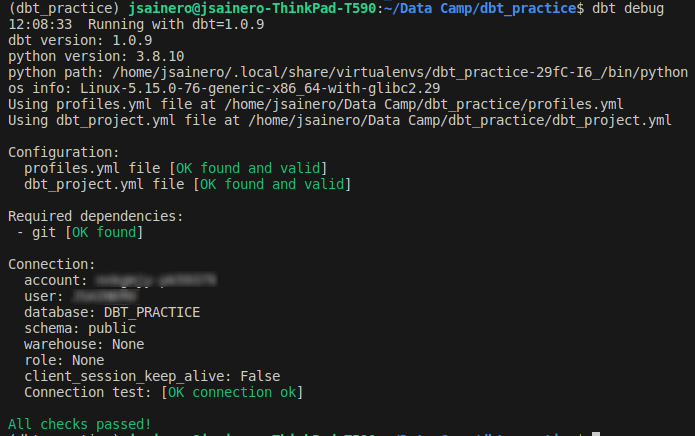 (dbt_practice) jsainero@jsainero-ThinkPad-T590:~/Data Camp/dbt_practice$ dbt debug
12:08:33  Running with dbt=1.0.9
dbt version: 1.0.9
python version: 3.8.10
python path: /home/jsainero/.local/share/virtualenvs/dbt_practice-29fC-I6_/bin/python
os info: Linux-5.15.0-76-generic-x86_64-with-glibc2.29
Using profiles.yml file at /home/jsainero/Data Camp/dbt_practice/profiles.yml
Using dbt_project.yml file at /home/jsainero/Data Camp/dbt_practice/dbt_project.yml
Configuration:
profiles.yml file [OK found and valid]
dbt_project.yml file [OK found and valid]
Required dependencies:
- git [OK found]
Connection:
account:
user:
database: DBT_PRACTICE
schema: public
warehouse: None
role: None
client_session_keep_alive: False
Connection test: [OK connection ok]
All checks passed!